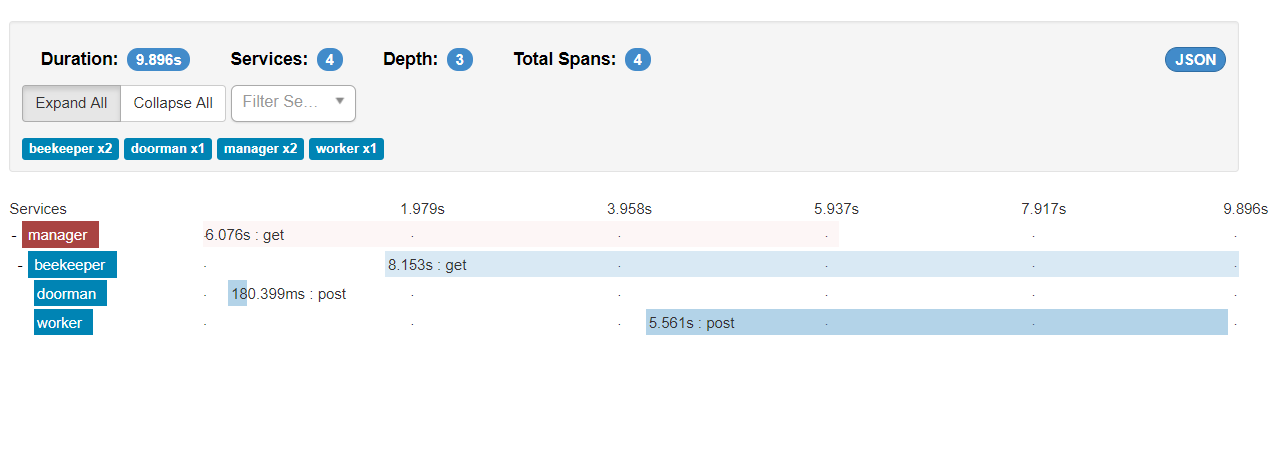 Duration: 9.896s Services: 4 Depth: 3 Total Spans: 4 JSON
Expand All Collapse All Filter Se...
beekeeper x2 doorman x1 manager x2 worker x1
Services 1.979s 3.958s 5.937s 7.917s 9.896s
- manager 6.076s : get
- beekeeper 8.153s : get
doorman 180.399ms : post
worker 5.561s : post